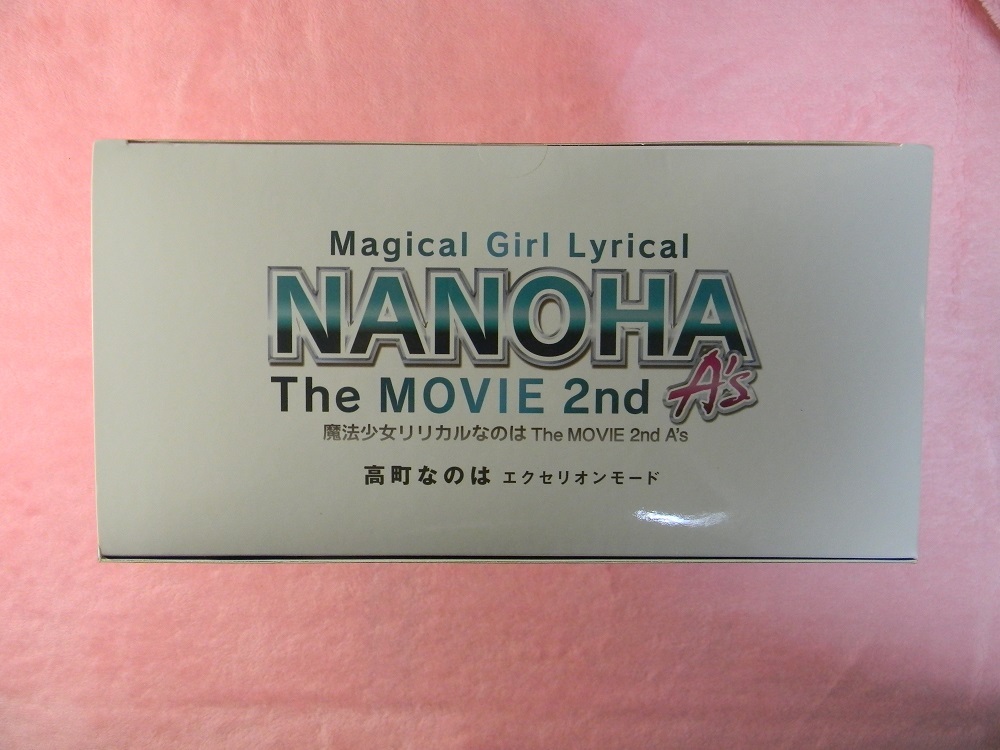 Magical Girl Lyrical
NANOHA
The MOVIE 2nd A's
魔法少女リリカルなのは The MOVIE 2nd A's
高町なのは エクセリオンモード